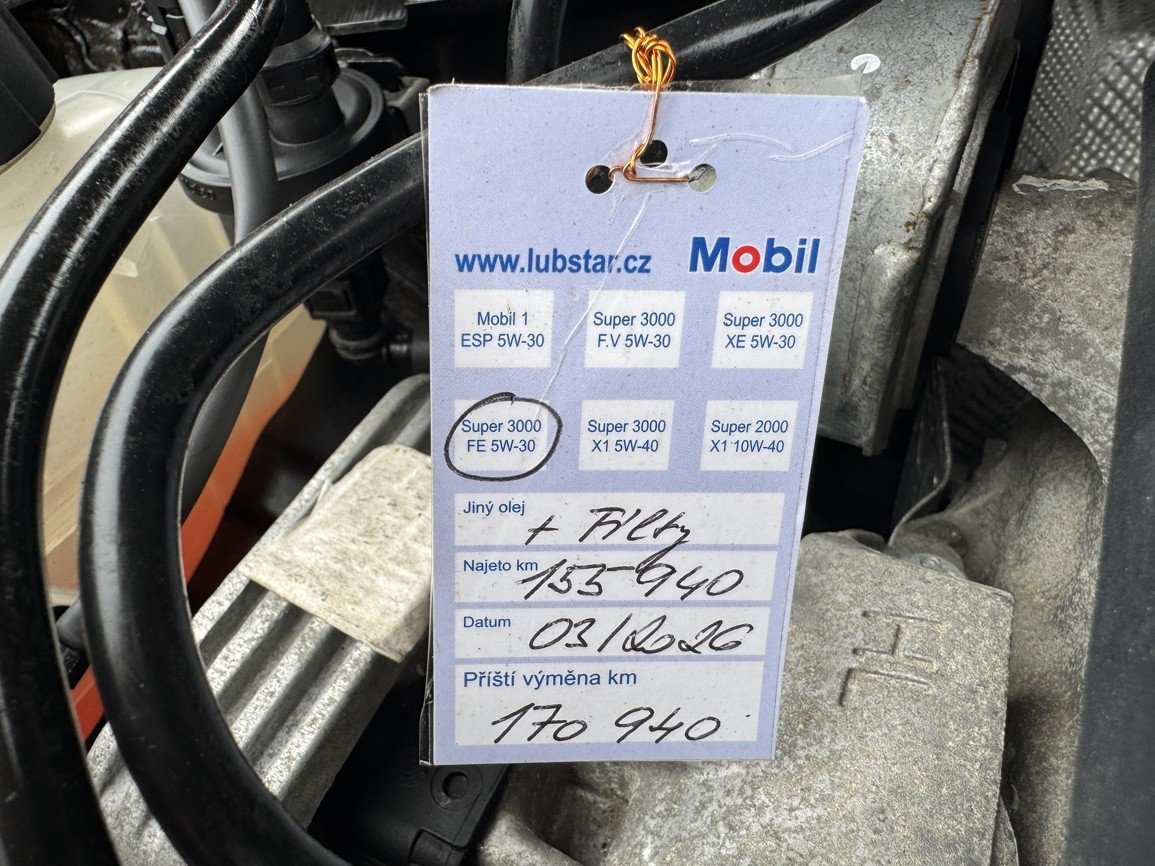 www.lubstar.cz Mobil
Mobil 1
ESP 5W-30
Super 3000
F.V 5W-30
Super 3000
XE 5W-30
Super 3000
FE 5W-30
Super 3000
X1 5W-40
Super 2000
X1 10W-40
Jiný olej + Filtry
Najeto km 155 940
Datum 03/2026
Příští výměna km
170 940